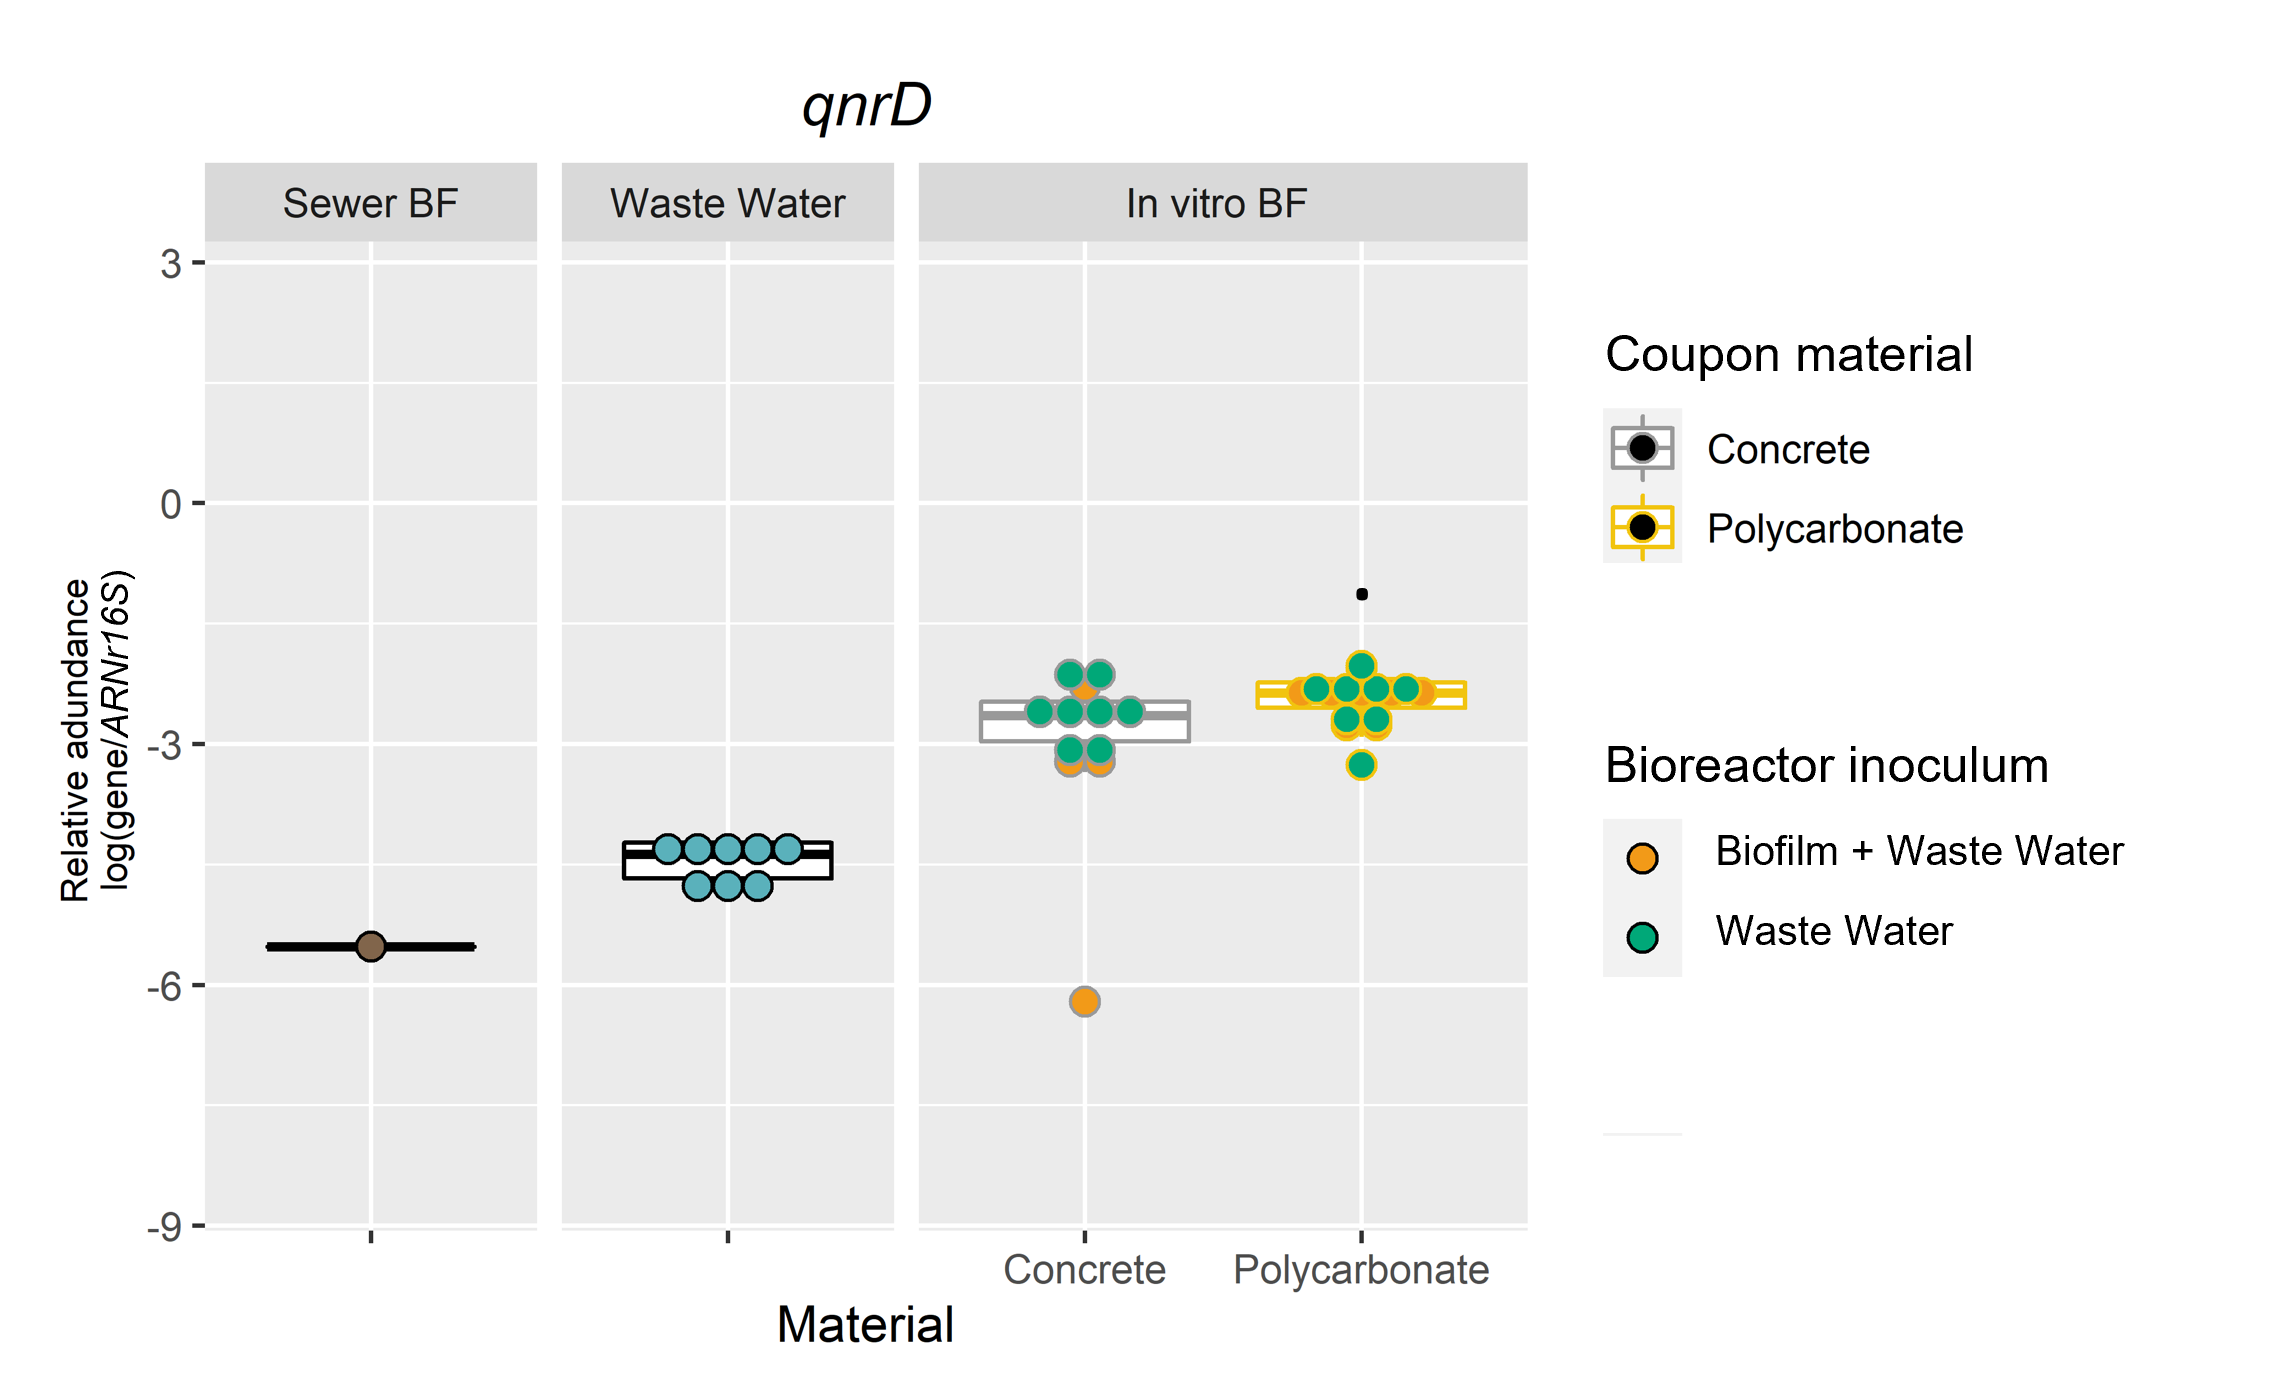 qnrD
Sewer BF
Waste Water
In vitro BF
3
0
-3
-6
-9
Relative adundance
log(gene/ARNr16S)
Concrete
Polycarbonate
Material
Coupon material
Concrete
Polycarbonate
Bioreactor inoculum
Biofilm + Waste Water
Waste Water